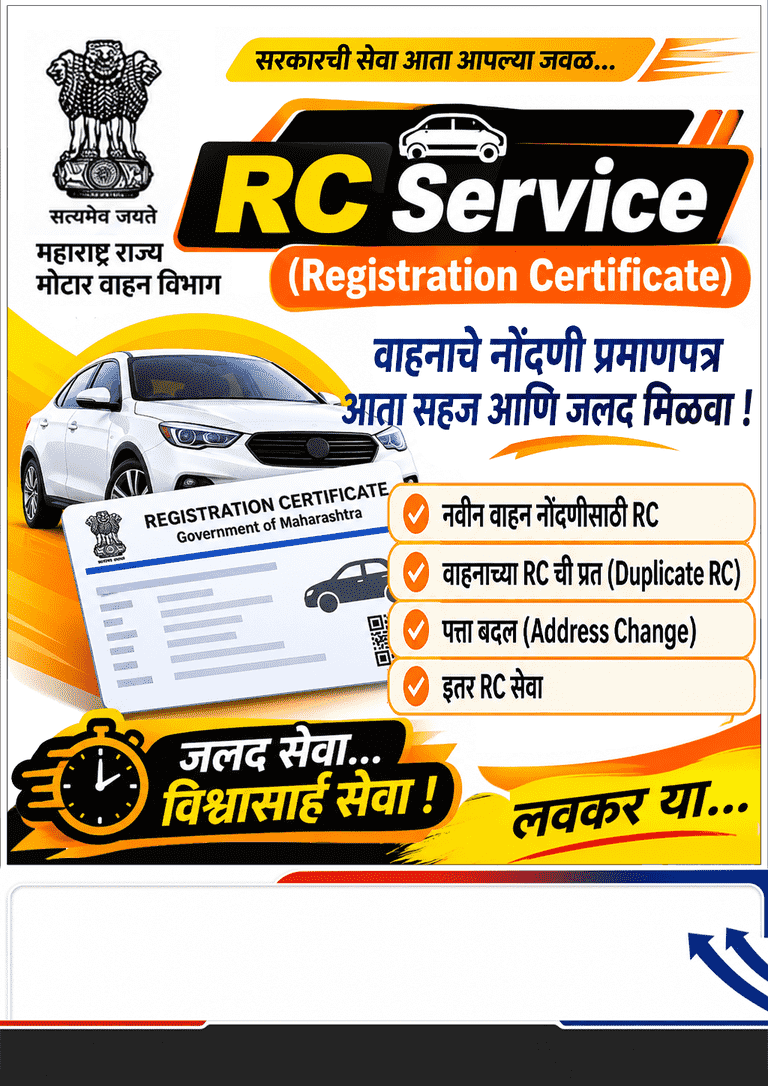 सरकारची सेवा आता आपल्या जवळ...
सत्यमेव जयते
महाराष्ट्र राज्य
मोटार वाहन विभाग
RC Service
(Registration Certificate)
वाहनाचे नोंदणी प्रमाणपत्र
आता सहज आणि जलद मिळवा !
REGISTRATION CERTIFICATE
Government of Maharashtra
नवीन वाहन नोंदणीसाठी RC
वाहनाच्या RC ची प्रत (Duplicate RC)
पत्ता बदल (Address Change)
इतर RC सेवा
जलद सेवा...
विश्वासार्ह सेवा !
लवकर या...